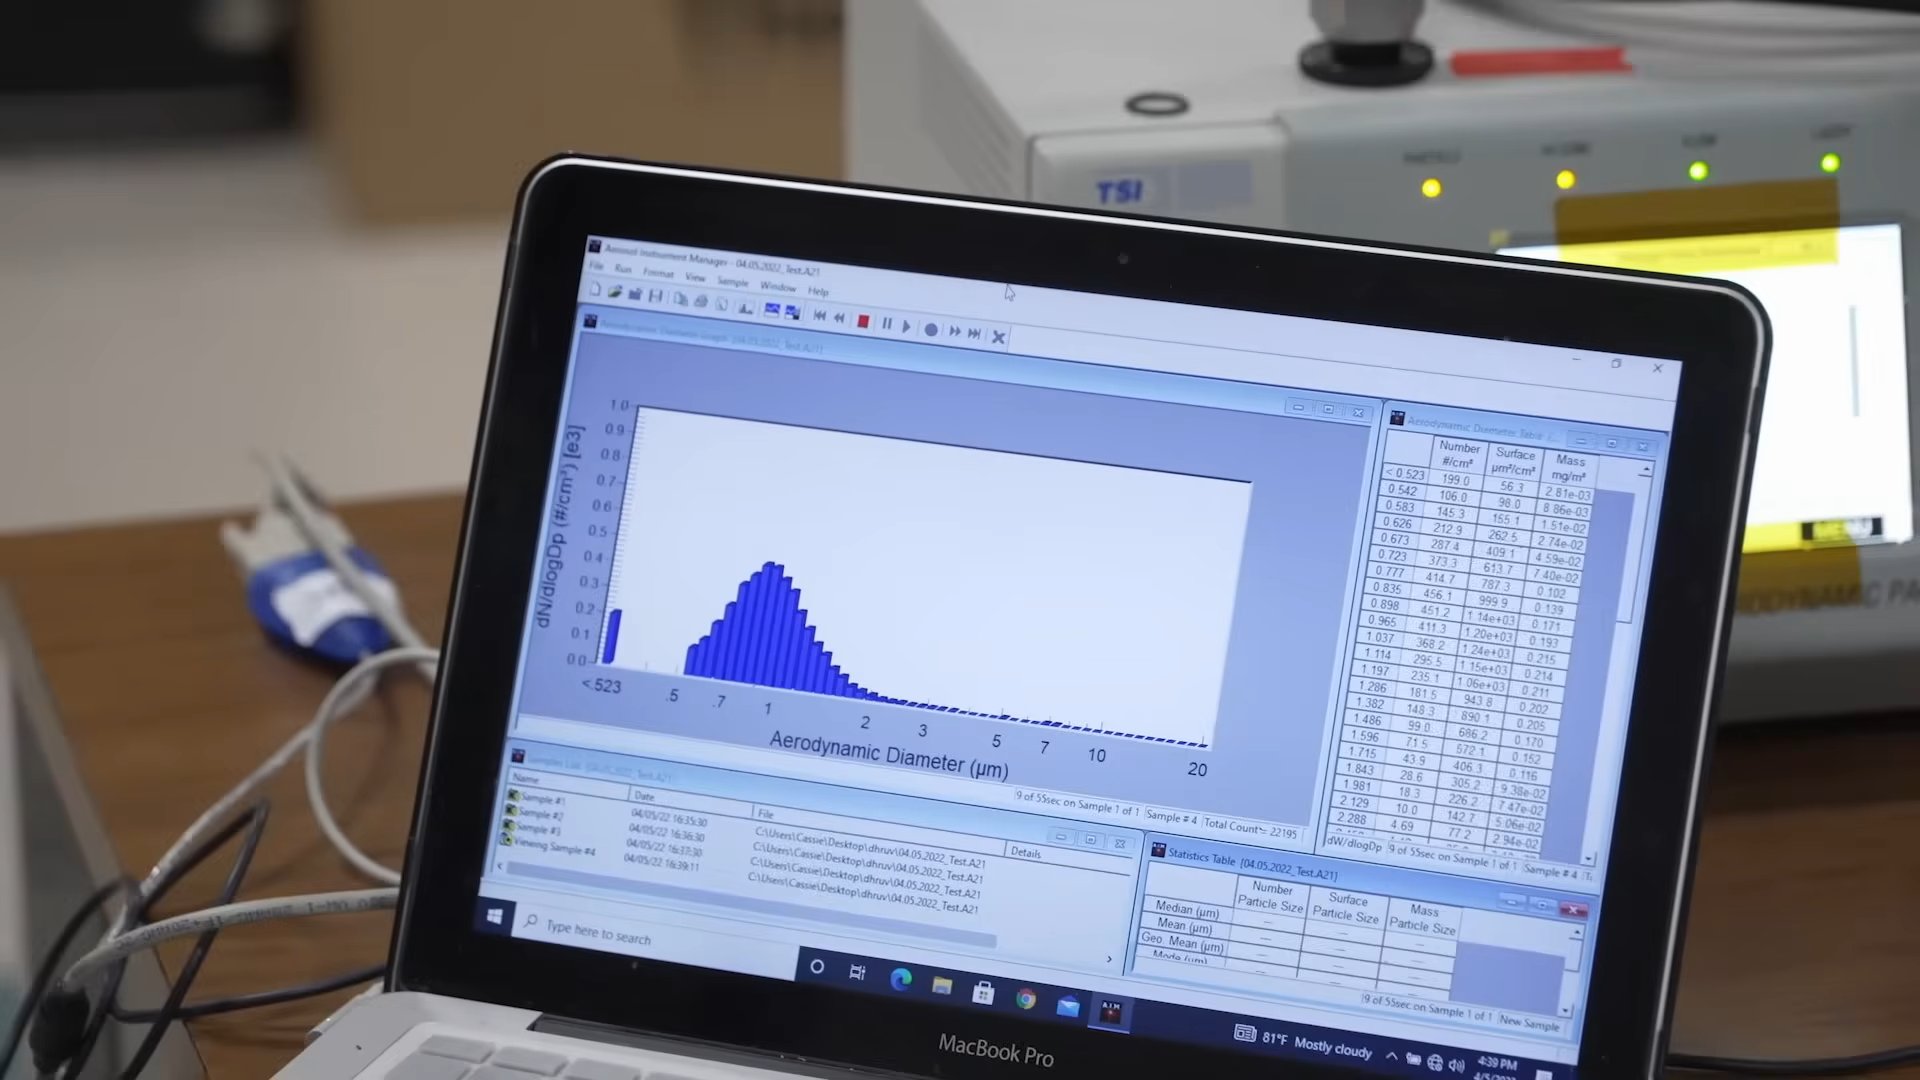 TSI
Aerosol Instrument Manager - 04.05.2022_Test.A21
File Run Format View Sample Window Help
1.0
0.9
0.8
0.7
0.6
0.5
0.4
0.3
0.2
0.1
0.0
dN/dlogDp (#/cm³) [e3]
<.523 .5 .7 1 2 3 5 7 10 20
Aerodynamic Diameter (µm)
9 of 55sec on Sample 1 of 1 Sample # 4 Total Count= 22195
Aerodynamic Diameter Table
Number Surface Mass
#/cm³ µm²/cm³ mg/m³
< 0.523 199.0 56.3 2.81e-03
0.542 106.0 98.0 8.86e-03
0.583 145.3 155.1 1.51e-02
0.626 212.9 262.5 2.74e-02
0.673 287.4 409.1 4.59e-02
0.723 373.3 613.7 7.40e-02
0.777 414.7 787.3 0.102
0.835 456.1 999.9 0.139
0.898 451.2 1.14e+03 0.171
0.965 411.3 1.20e+03 0.193
1.037 368.2 1.24e+03 0.215
1.114 295.5 1.15e+03 0.214
1.197 235.1 1.06e+03 0.211
1.286 181.5 943.8 0.202
1.382 148.3 890.1 0.205
1.486 99.0 686.2 0.170
1.596 71.5 572.1 0.152
1.715 43.9 406.3 0.116
1.843 28.6 305.2 9.38e-02
1.981 18.3 226.2 7.47e-02
2.129 10.0 142.7 5.06e-02
2.288 4.69 77.2 2.94e-02
dW/dlogDp 9 of 55sec on Sample 1 of 1 Sample # 4
Samples List [04.05.2022_Test.A21]
Name Date File Details
Sample #1 04/05/22 16:35:30 C:\Users\Cassie\Desktop\dhruv\04.05.2022_Test.A21
Sample #2 04/05/22 16:36:30 C:\Users\Cassie\Desktop\dhruv\04.05.2022_Test.A21
Sample #3 04/05/22 16:37:30 C:\Users\Cassie\Desktop\dhruv\04.05.2022_Test.A21
Viewing Sample #4 04/05/22 16:39:11 C:\Users\Cassie\Desktop\dhruv\04.05.2022_Test.A21
Statistics Table [04.05.2022_Test.A21]
Number Particle Size Surface Particle Size Mass Particle Size
Median (µm)
Mean (µm)
Geo. Mean (µm)
Mode (µm)
9 of 55sec on Sample 1 of 1 New Sample
Type here to search
81°F Mostly cloudy
4:39 PM
MacBook Pro